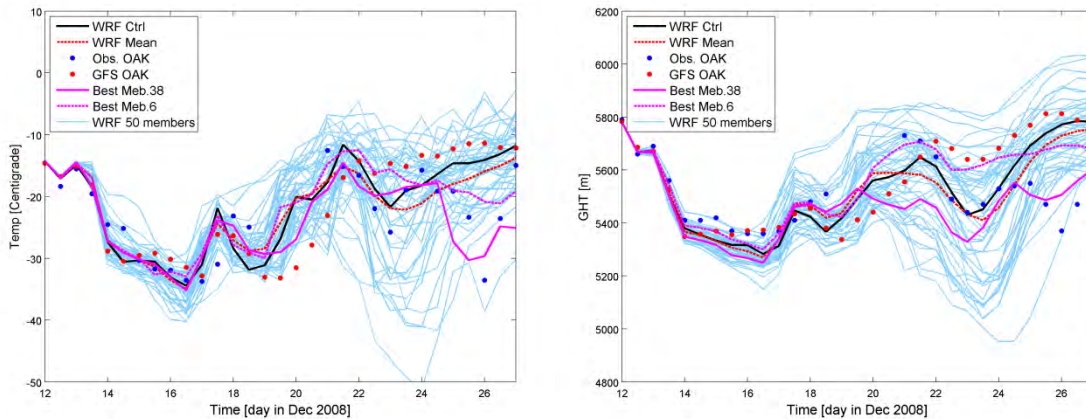 10
0
-10
-20
-30
-40
-50
Temp [Centigrade]
WRF Ctrl
WRF Mean
Obs. OAK
GFS OAK
Best Meb.38
Best Meb.6
WRF 50 members
12 14 16 18 20 22 24 26
Time [day in Dec 2008]
6200
6000
5800
5600
5400
5200
5000
4800
GHT [m]
WRF Ctrl
WRF Mean
Obs. OAK
GFS OAK
Best Meb.38
Best Meb.6
WRF 50 members
12 14 16 18 20 22 24 26
Time [day in Dec 2008]